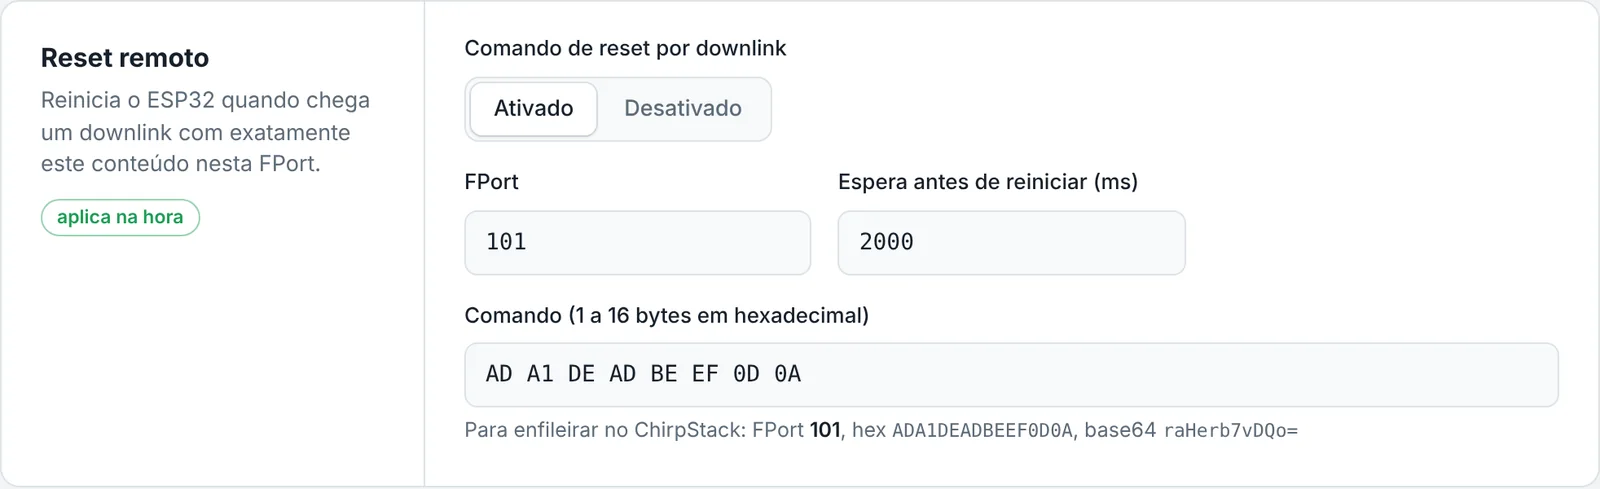 Reset remoto
Reinicia o ESP32 quando chega
um downlink com exatamente
este conteúdo nesta FPort.
aplica na hora
Comando de reset por downlink
Ativado Desativado
FPort Espera antes de reiniciar (ms)
101 2000
Comando (1 a 16 bytes em hexadecimal)
AD A1 DE AD BE EF 0D 0A
Para enfileirar no ChirpStack: FPort 101, hex ADA1DEADBEEF0D0A, base64 raHerb7vDQo=